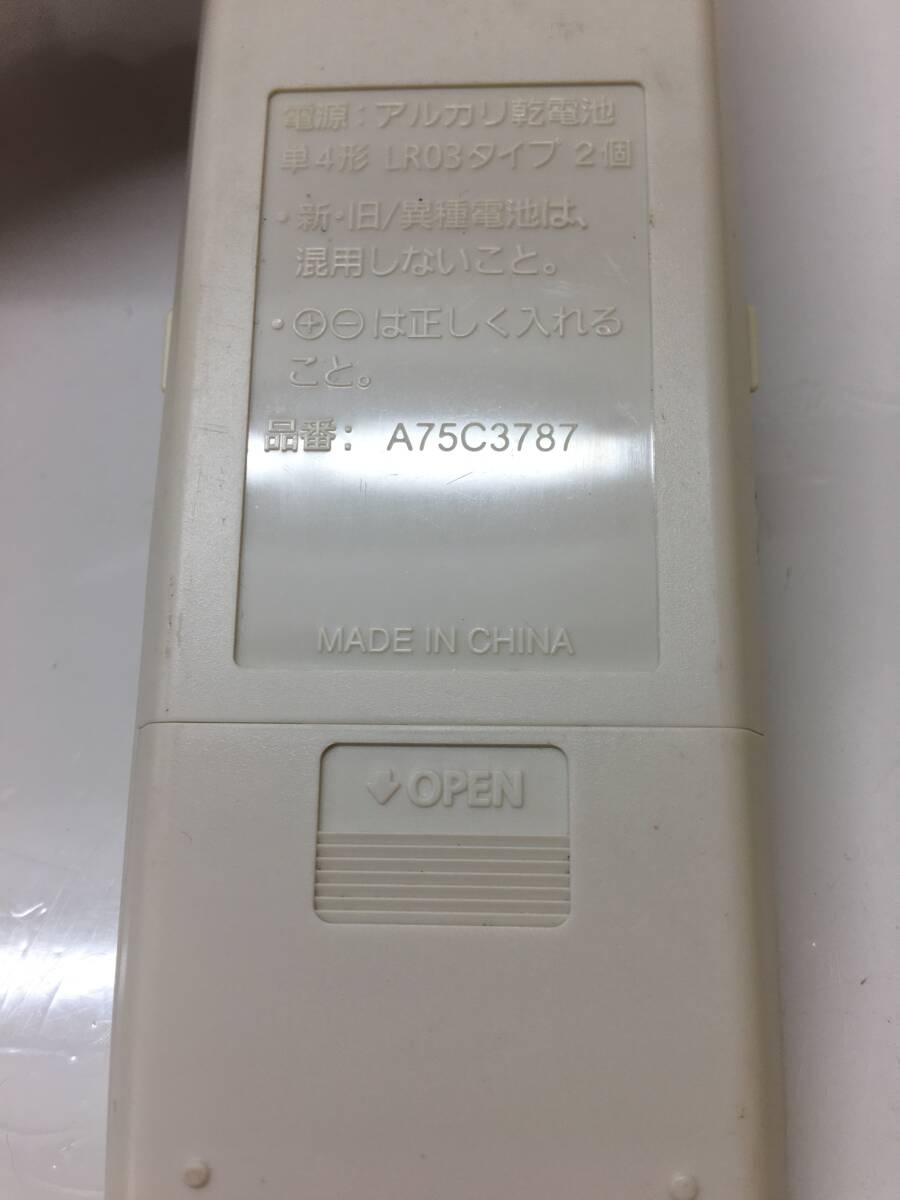 電源：アルカリ乾電池
単4形 LR03タイプ 2個
・新・旧/異種電池は、
混用しないこと。
・⊕⊖は正しく入れる
こと。
品番： A75C3787
MADE IN CHINA
↓OPEN